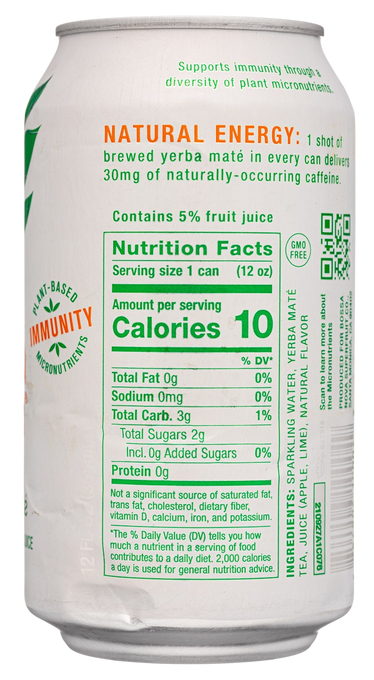 Supports immunity through a
diversity of plant micronutrients.
NATURAL ENERGY: 1 shot of
brewed yerba maté in every can delivers
30mg of naturally-occurring caffeine.
Contains 5% fruit juice
Nutrition Facts
Serving size 1 can (12 oz)
Amount per serving
Calories 10
% DV*
Total Fat 0g 0%
Sodium 0mg 0%
Total Carb. 3g 1%
Total Sugars 2g
Incl. 0g Added Sugars 0%
Protein 0g
Not a significant source of saturated fat,
trans fat, cholesterol, dietary fiber,
vitamin D, calcium, iron, and potassium.
*The % Daily Value (DV) tells you how
much a nutrient in a serving of food
contributes to a daily diet. 2,000 calories
a day is used for general nutrition advice.
PLANT-BASED
IMMUNITY
MICRONUTRIENTS
GMO
FREE
INGREDIENTS: SPARKLING WATER, YERBA MATÉ
TEA, JUICE (APPLE, LIME), NATURAL FLAVOR
Scan to learn more about
the Micronutrients
PRODUCED FOR BOSSA
NOVA SUPERFRUIT CO.
SANTA MONICA, CA